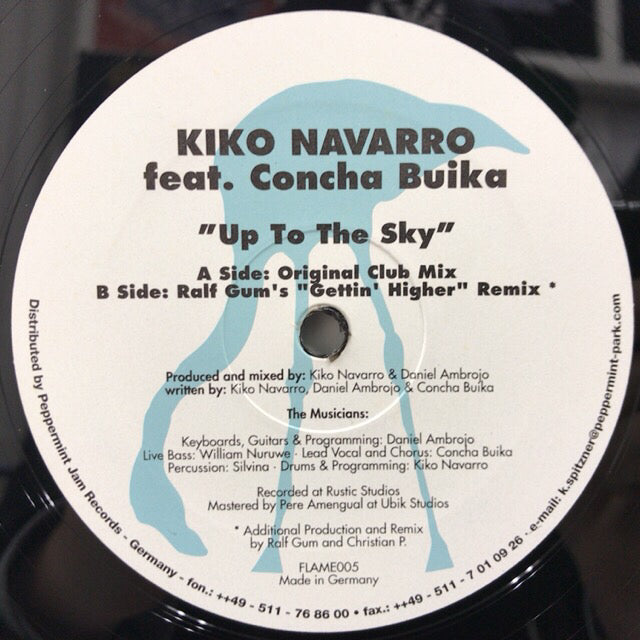 KIKO NAVARRO
feat. Concha Buika
"Up To The Sky"
A Side: Original Club Mix
B Side: Ralf Gum's "Gettin' Higher" Remix *
Produced and mixed by: Kiko Navarro & Daniel Ambrojo
written by: Kiko Navarro, Daniel Ambrojo & Concha Buika
The Musicians:
Keyboards, Guitars & Programming: Daniel Ambrojo
Live Bass: William Nuruwe · Lead Vocal and Chorus: Concha Buika
Percussion: Silvina · Drums & Programming: Kiko Navarro
Recorded at Rustic Studios
Mastered by Pere Amengual at Ubik Studios
* Additional Production and Remix
by Ralf Gum and Christian P.
FLAME005
Made in Germany
Distributed by Peppermint Jam Records - Germany - fon.: ++49 - 511 - 76 86 00 • fax.: ++49 - 511 - 7 01 09 26 · e-mail: k.spitzner@peppermint-park.com